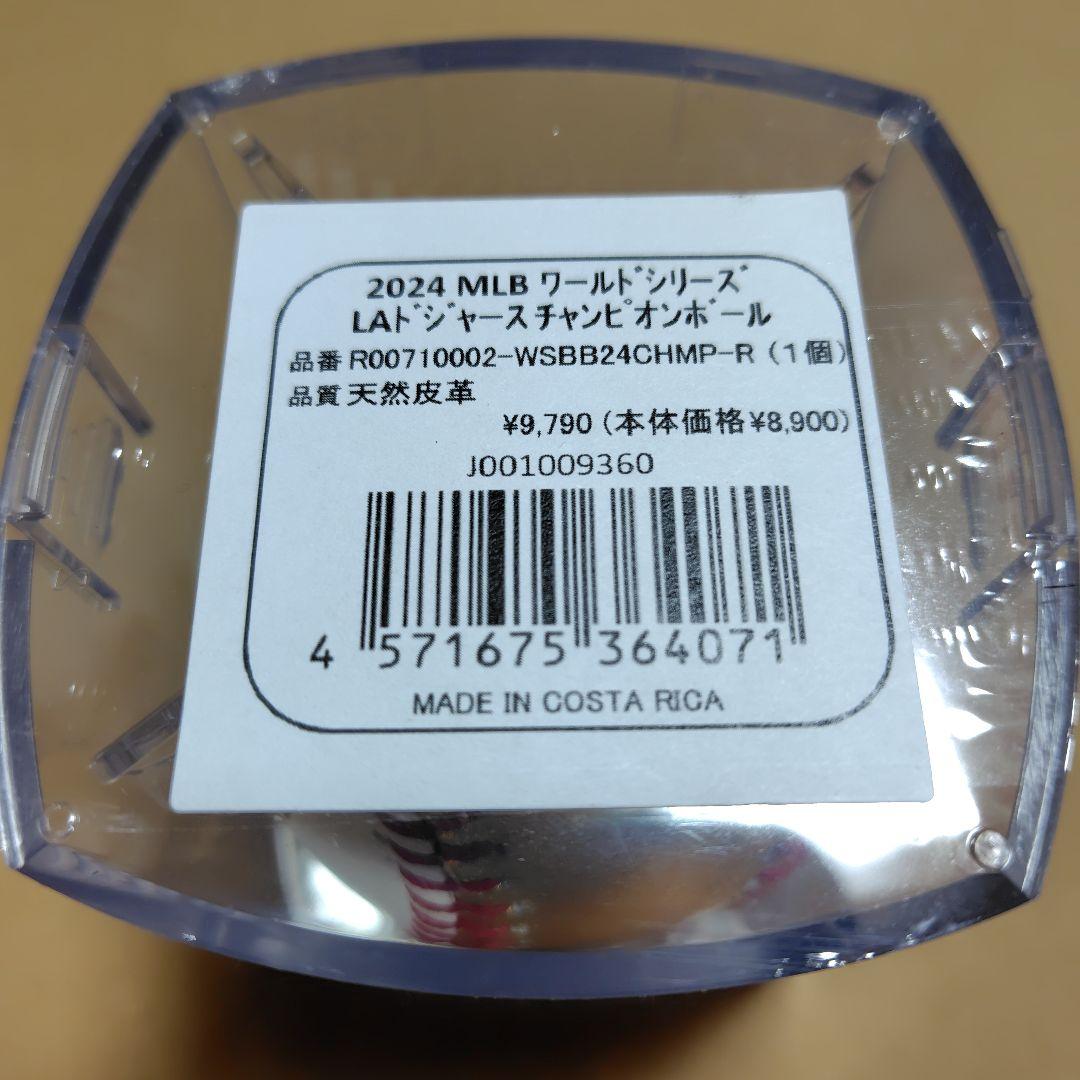 2024 MLB ﾜｰﾙﾄﾞｼﾘｰｽﾞ
LAﾄﾞｼﾞｬｰｽﾁｬﾝﾋﾟｵﾝﾎﾞｰﾙ
品番 R00710002-WSBB24CHMP-R（1個）
品質 天然皮革
¥9,790（本体価格¥8,900）
J001009360
4 571675 364071
MADE IN COSTA RICA